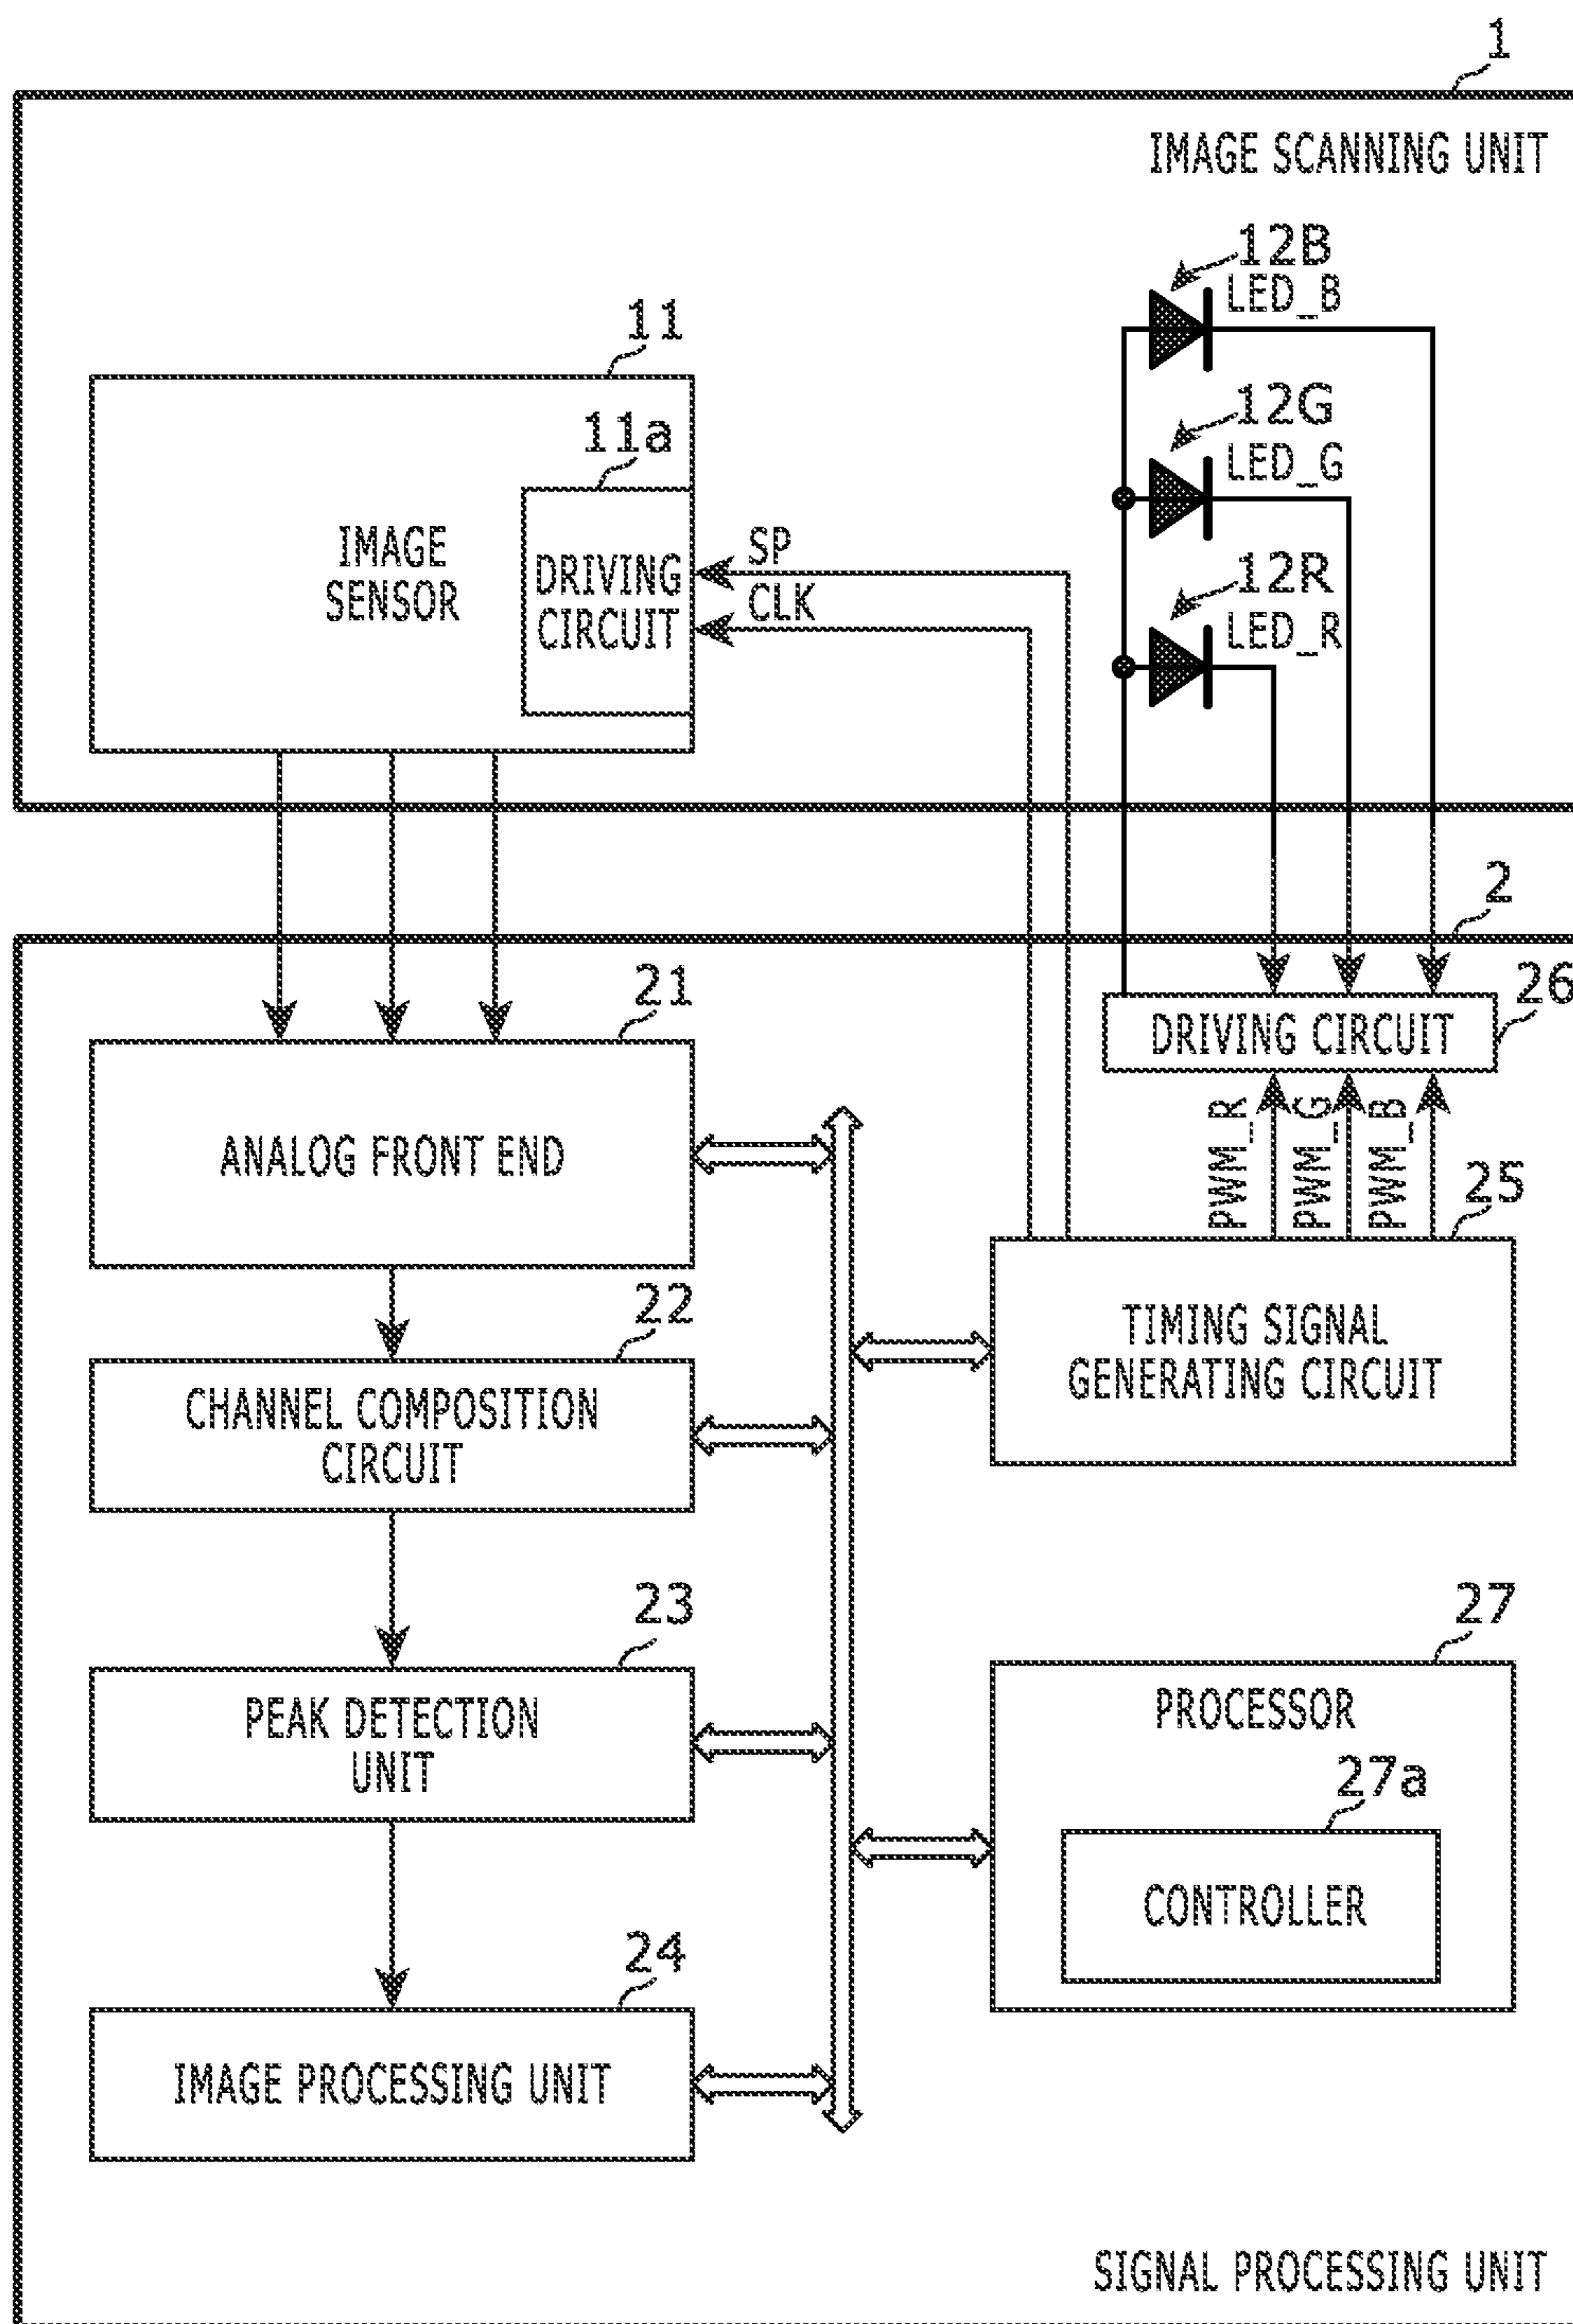 1
IMAGE SCANNING UNIT
12B
LED_B
11
12G
LED_G
11a
IMAGE
SENSOR
DRIVING
CIRCUIT
SP
CLK
12R
LED_R
2
21
26
DRIVING CIRCUIT
ANALOG FRONT END
PWM_R
PWM_G
PWM_B
25
22
TIMING SIGNAL
GENERATING CIRCUIT
CHANNEL COMPOSITION
CIRCUIT
23
27
PEAK DETECTION
UNIT
PROCESSOR
27a
CONTROLLER
24
IMAGE PROCESSING UNIT
SIGNAL PROCESSING UNIT